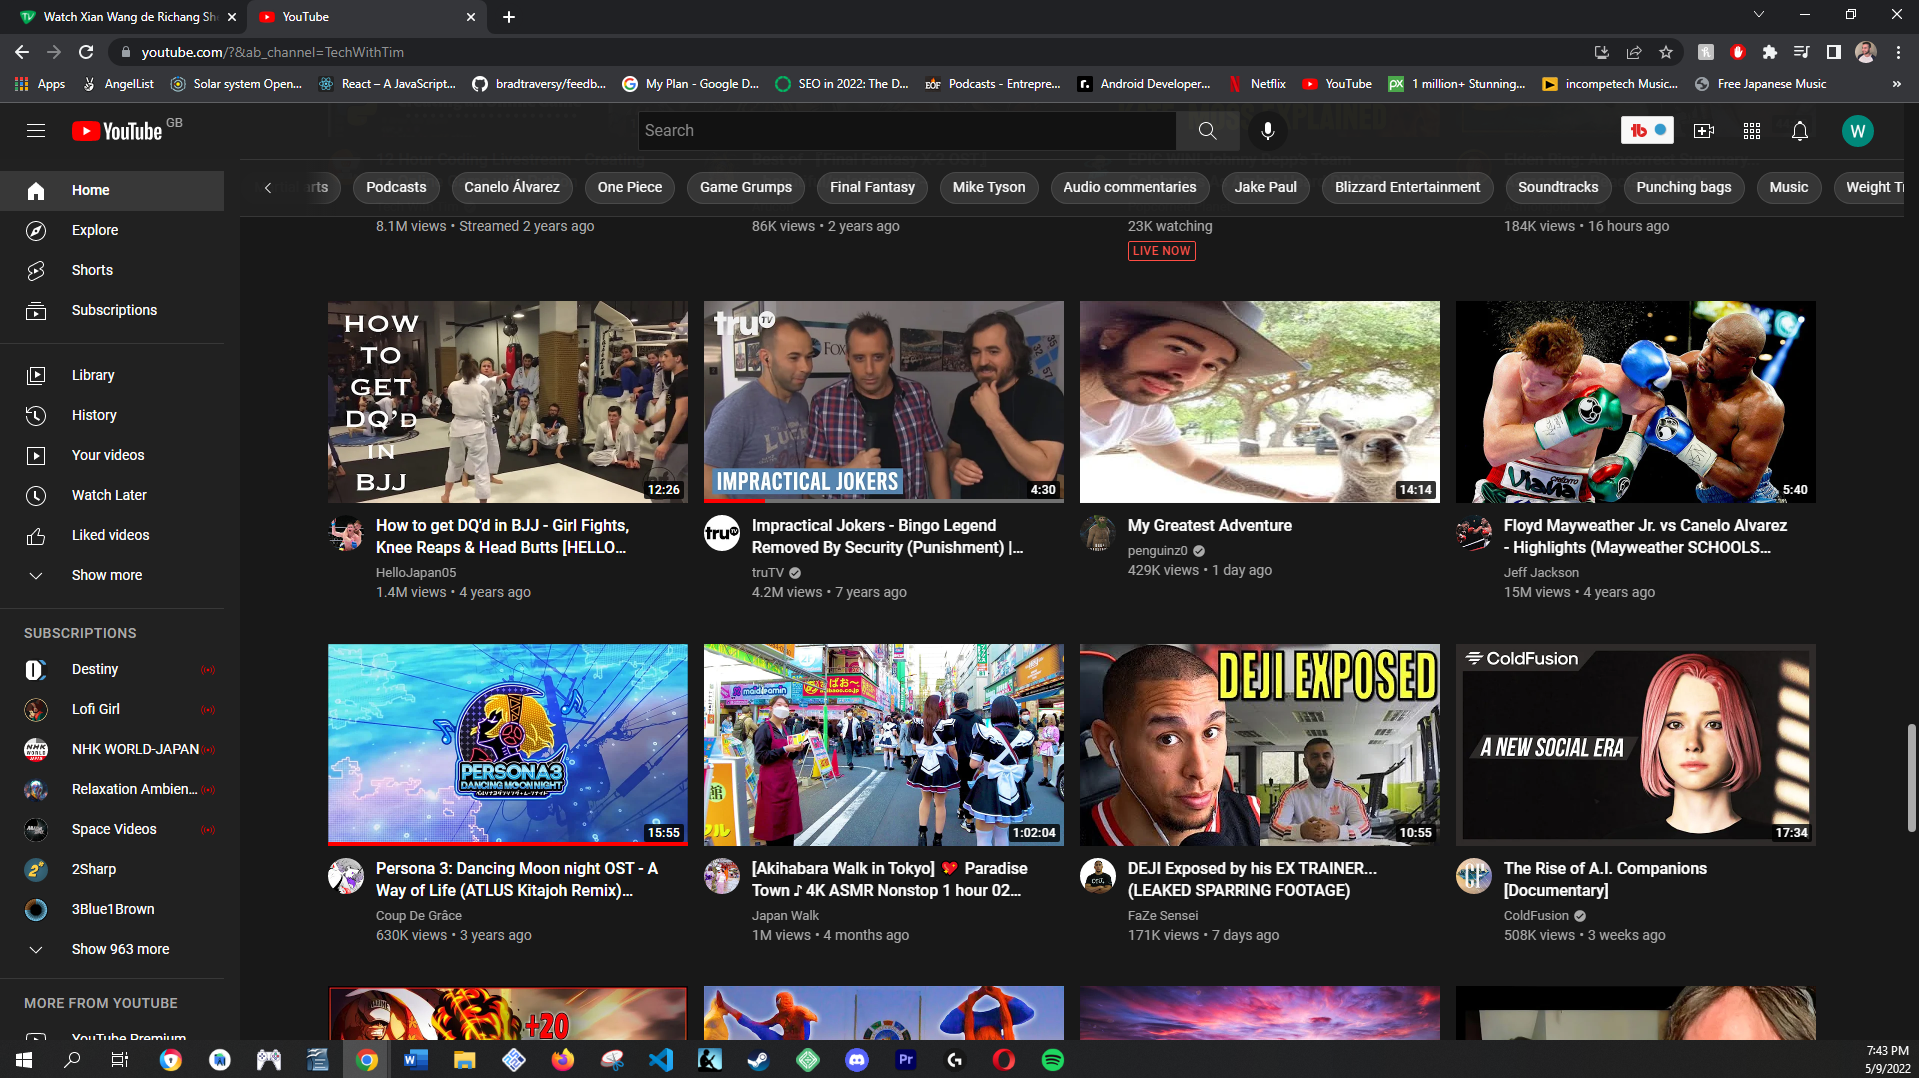 Watch Xian Wang de Richang Sh
YouTube
youtube.com/?&ab_channel=TechWithTim
Apps
AngelList
Solar system Open...
React – A JavaScript...
bradtraversy/feedb...
My Plan - Google D...
SEO in 2022: The D...
EOF
Podcasts - Entrepre...
r.
Android Developer...
Netflix
YouTube
px
1 million+ Stunning...
incompetech Music...
Free Japanese Music
»
YouTube GB
Search
tb
W
Home
arts
Podcasts
Canelo Álvarez
One Piece
Game Grumps
Final Fantasy
Mike Tyson
Audio commentaries
Jake Paul
Blizzard Entertainment
Soundtracks
Punching bags
Music
Weight Tr
Explore
Shorts
Subscriptions
Library
History
Your videos
Watch Later
Liked videos
Show more
SUBSCRIPTIONS
Destiny
Lofi Girl
NHK WORLD-JAPAN
Relaxation Ambien...
Space Videos
2Sharp
3Blue1Brown
Show 963 more
MORE FROM YOUTUBE
YouTube Premium
8.1M views • Streamed 2 years ago
86K views • 2 years ago
23K watching
LIVE NOW
184K views • 16 hours ago
HOW
TO
GET
DQ'D
IN
BJJ
12:26
How to get DQ'd in BJJ - Girl Fights,
Knee Reaps & Head Butts [HELLO...
HelloJapan05
1.4M views • 4 years ago
truTV
FOX
IMPRACTICAL JOKERS
4:30
truTV
Impractical Jokers - Bingo Legend
Removed By Security (Punishment) |...
truTV
4.2M views • 7 years ago
14:14
My Greatest Adventure
penguinz0
429K views • 1 day ago
5:40
Floyd Mayweather Jr. vs Canelo Alvarez
- Highlights (Mayweather SCHOOLS...
Jeff Jackson
15M views • 4 years ago
PERSONA3
DANCING MOON NIGHT
15:55
Persona 3: Dancing Moon night OST - A
Way of Life (ATLUS Kitajoh Remix)...
Coup De Grâce
630K views • 3 years ago
maidreamin
ばお～
1:02:04
[Akihabara Walk in Tokyo] 💘 Paradise
Town ♪ 4K ASMR Nonstop 1 hour 02...
Japan Walk
1M views • 4 months ago
DEJI EXPOSED
10:55
DEJI Exposed by his EX TRAINER...
(LEAKED SPARRING FOOTAGE)
FaZe Sensei
171K views • 7 days ago
ColdFusion
A NEW SOCIAL ERA
17:34
CF
The Rise of A.I. Companions
[Documentary]
ColdFusion
508K views • 3 weeks ago
+20
Pr
7:43 PM
5/9/2022